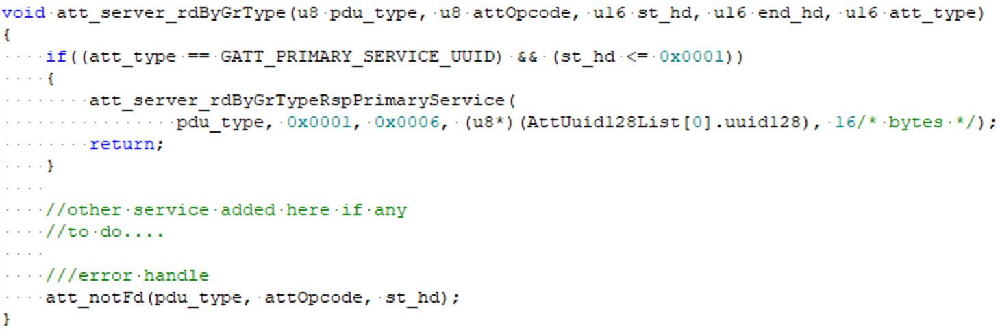 void att_server_rdByGrType(u8 pdu_type, u8 attOpcode, u16 st_hd, u16 end_hd, u16 att_type)
{
    if((att_type == GATT_PRIMARY_SERVICE_UUID) && (st_hd <= 0x0001))
    {
        att_server_rdByGrTypeRspPrimaryService(
                pdu_type, 0x0001, 0x0006, (u8*)(AttUuid128List[0].uuid128), 16/* bytes */);
        return;
    }
    //other service added here if any
    //to do....
    ///error handle
    att_notFd(pdu_type, attOpcode, st_hd);
}